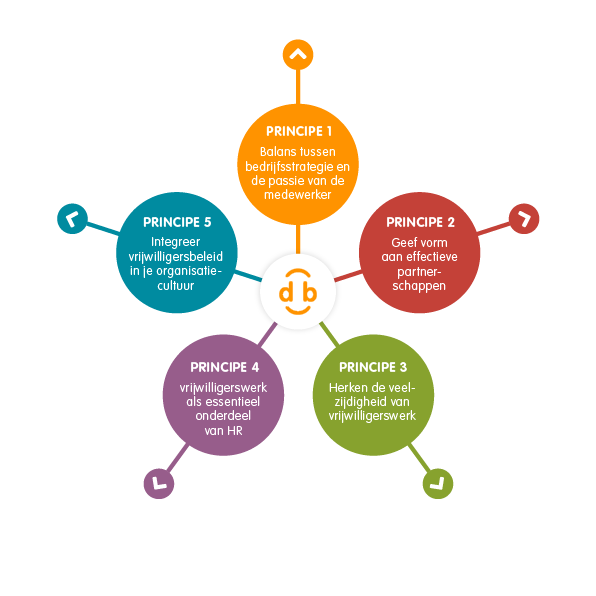 PRINCIPE 1
Balans tussen
bedrijfsstrategie en
de passie van de
medewerker
PRINCIPE 2
Geef vorm
aan effectieve
partner-
schappen
PRINCIPE 3
Herken de veel-
zijdigheid van
vrijwilligerswerk
PRINCIPE 4
vrijwilligerswerk
als essentieel
onderdeel
van HR
PRINCIPE 5
Integreer
vrijwilligersbeleid
in je organisatie-
cultuur
d b